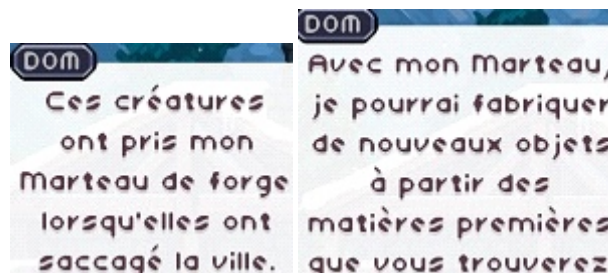 DOM
Ces créatures
ont pris mon
Marteau de forge
lorsqu'elles ont
saccagé la ville.
DOM
Avec mon Marteau,
je pourrai fabriquer
de nouveaux objets
à partir des
matières premières
que vous trouverez